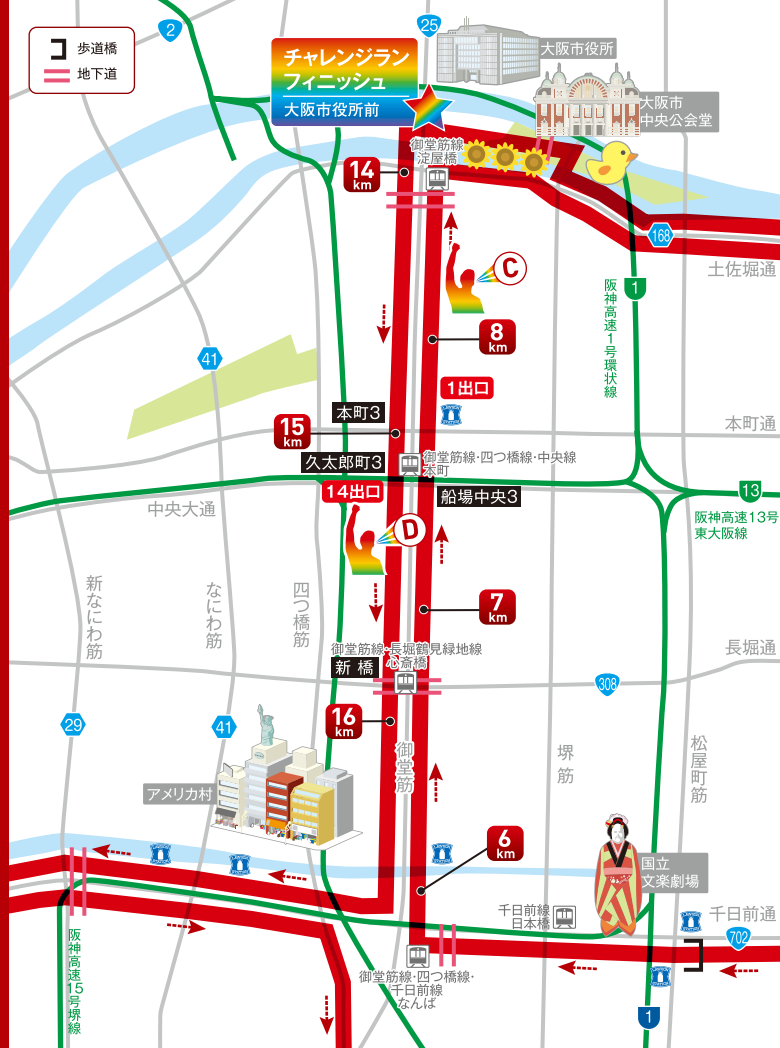 歩道橋
地下道
2
25
チャレンジラン
フィニッシュ
大阪市役所前
大阪市役所
大阪市
中央公会堂
御堂筋線
淀屋橋
14
km
168
土佐堀通
C
1
阪神高速1号環状線
8
km
41
1出口
LAWSON
本町3
15
km
本町通
久太郎町3
御堂筋線・四つ橋線・中央線
本町
14出口
船場中央3
13
阪神高速13号
東大阪線
中央大通
D
新なにわ筋
なにわ筋
四つ橋筋
7
km
御堂筋線・長堀鶴見緑地線
心斎橋
長堀通
新橋
308
16
km
29
41
御堂筋
堺筋
松屋町筋
アメリカ村
6
km
LAWSON
LAWSON
LAWSON
国立
文楽劇場
千日前線
日本橋
LAWSON
千日前通
702
阪神高速15号堺線
御堂筋線・四つ橋線・
千日前線
なんば
LAWSON
1